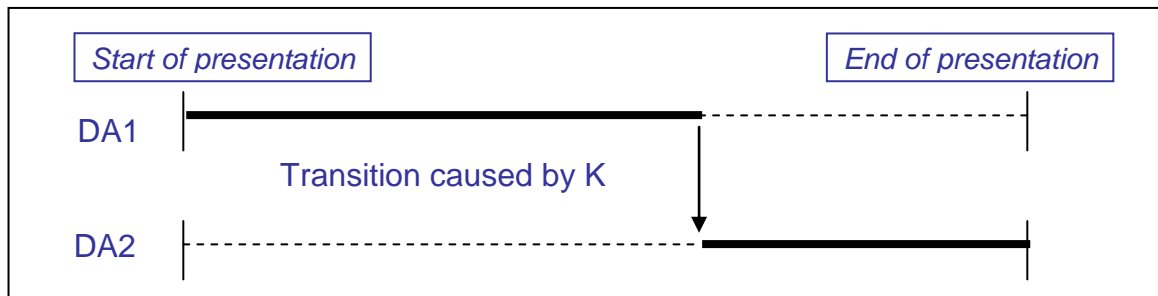 Start of presentation
End of presentation
DA1
Transition caused by K
DA2